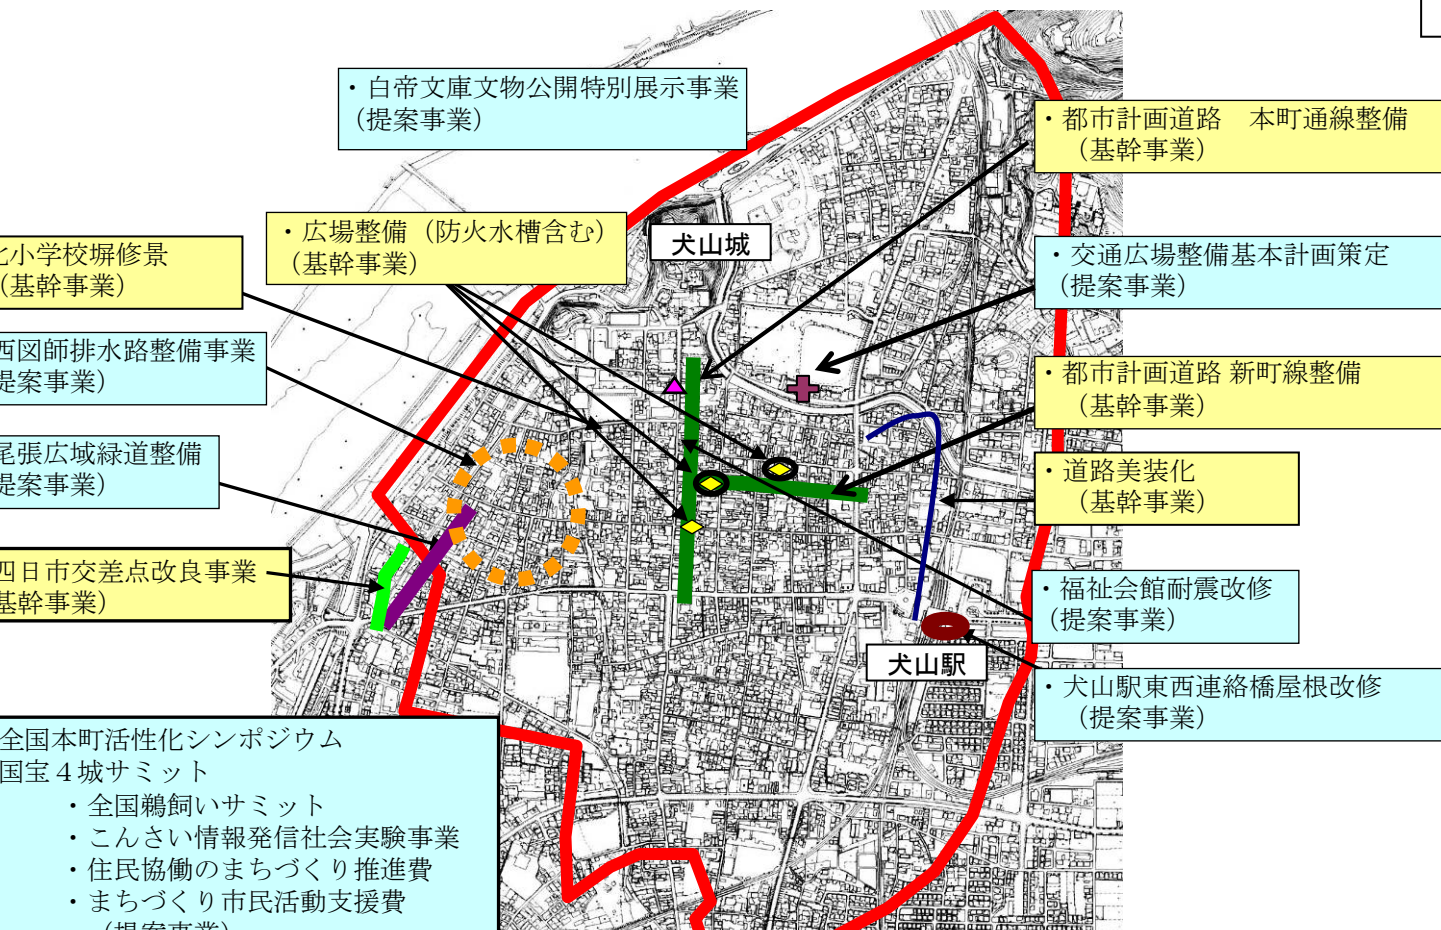 ・白帝文庫文物公開特別展示事業
（提案事業）
・都市計画道路　本町通線整備
（基幹事業）
・広場整備（防火水槽含む）
（基幹事業）
犬山城
北小学校塀修景
（基幹事業）
・交通広場整備基本計画策定
（提案事業）
西図師排水路整備事業
提案事業）
・都市計画道路 新町線整備
（基幹事業）
尾張広域緑道整備
提案事業）
・道路美装化
（基幹事業）
四日市交差点改良事業
基幹事業）
・福祉会館耐震改修
（提案事業）
犬山駅
・犬山駅東西連絡橋屋根改修
（提案事業）
全国本町活性化シンポジウム
国宝４城サミット
・全国鵜飼いサミット
・こんさい情報発信社会実験事業
・住民協働のまちづくり推進費
・まちづくり市民活動支援費
（提案事業）